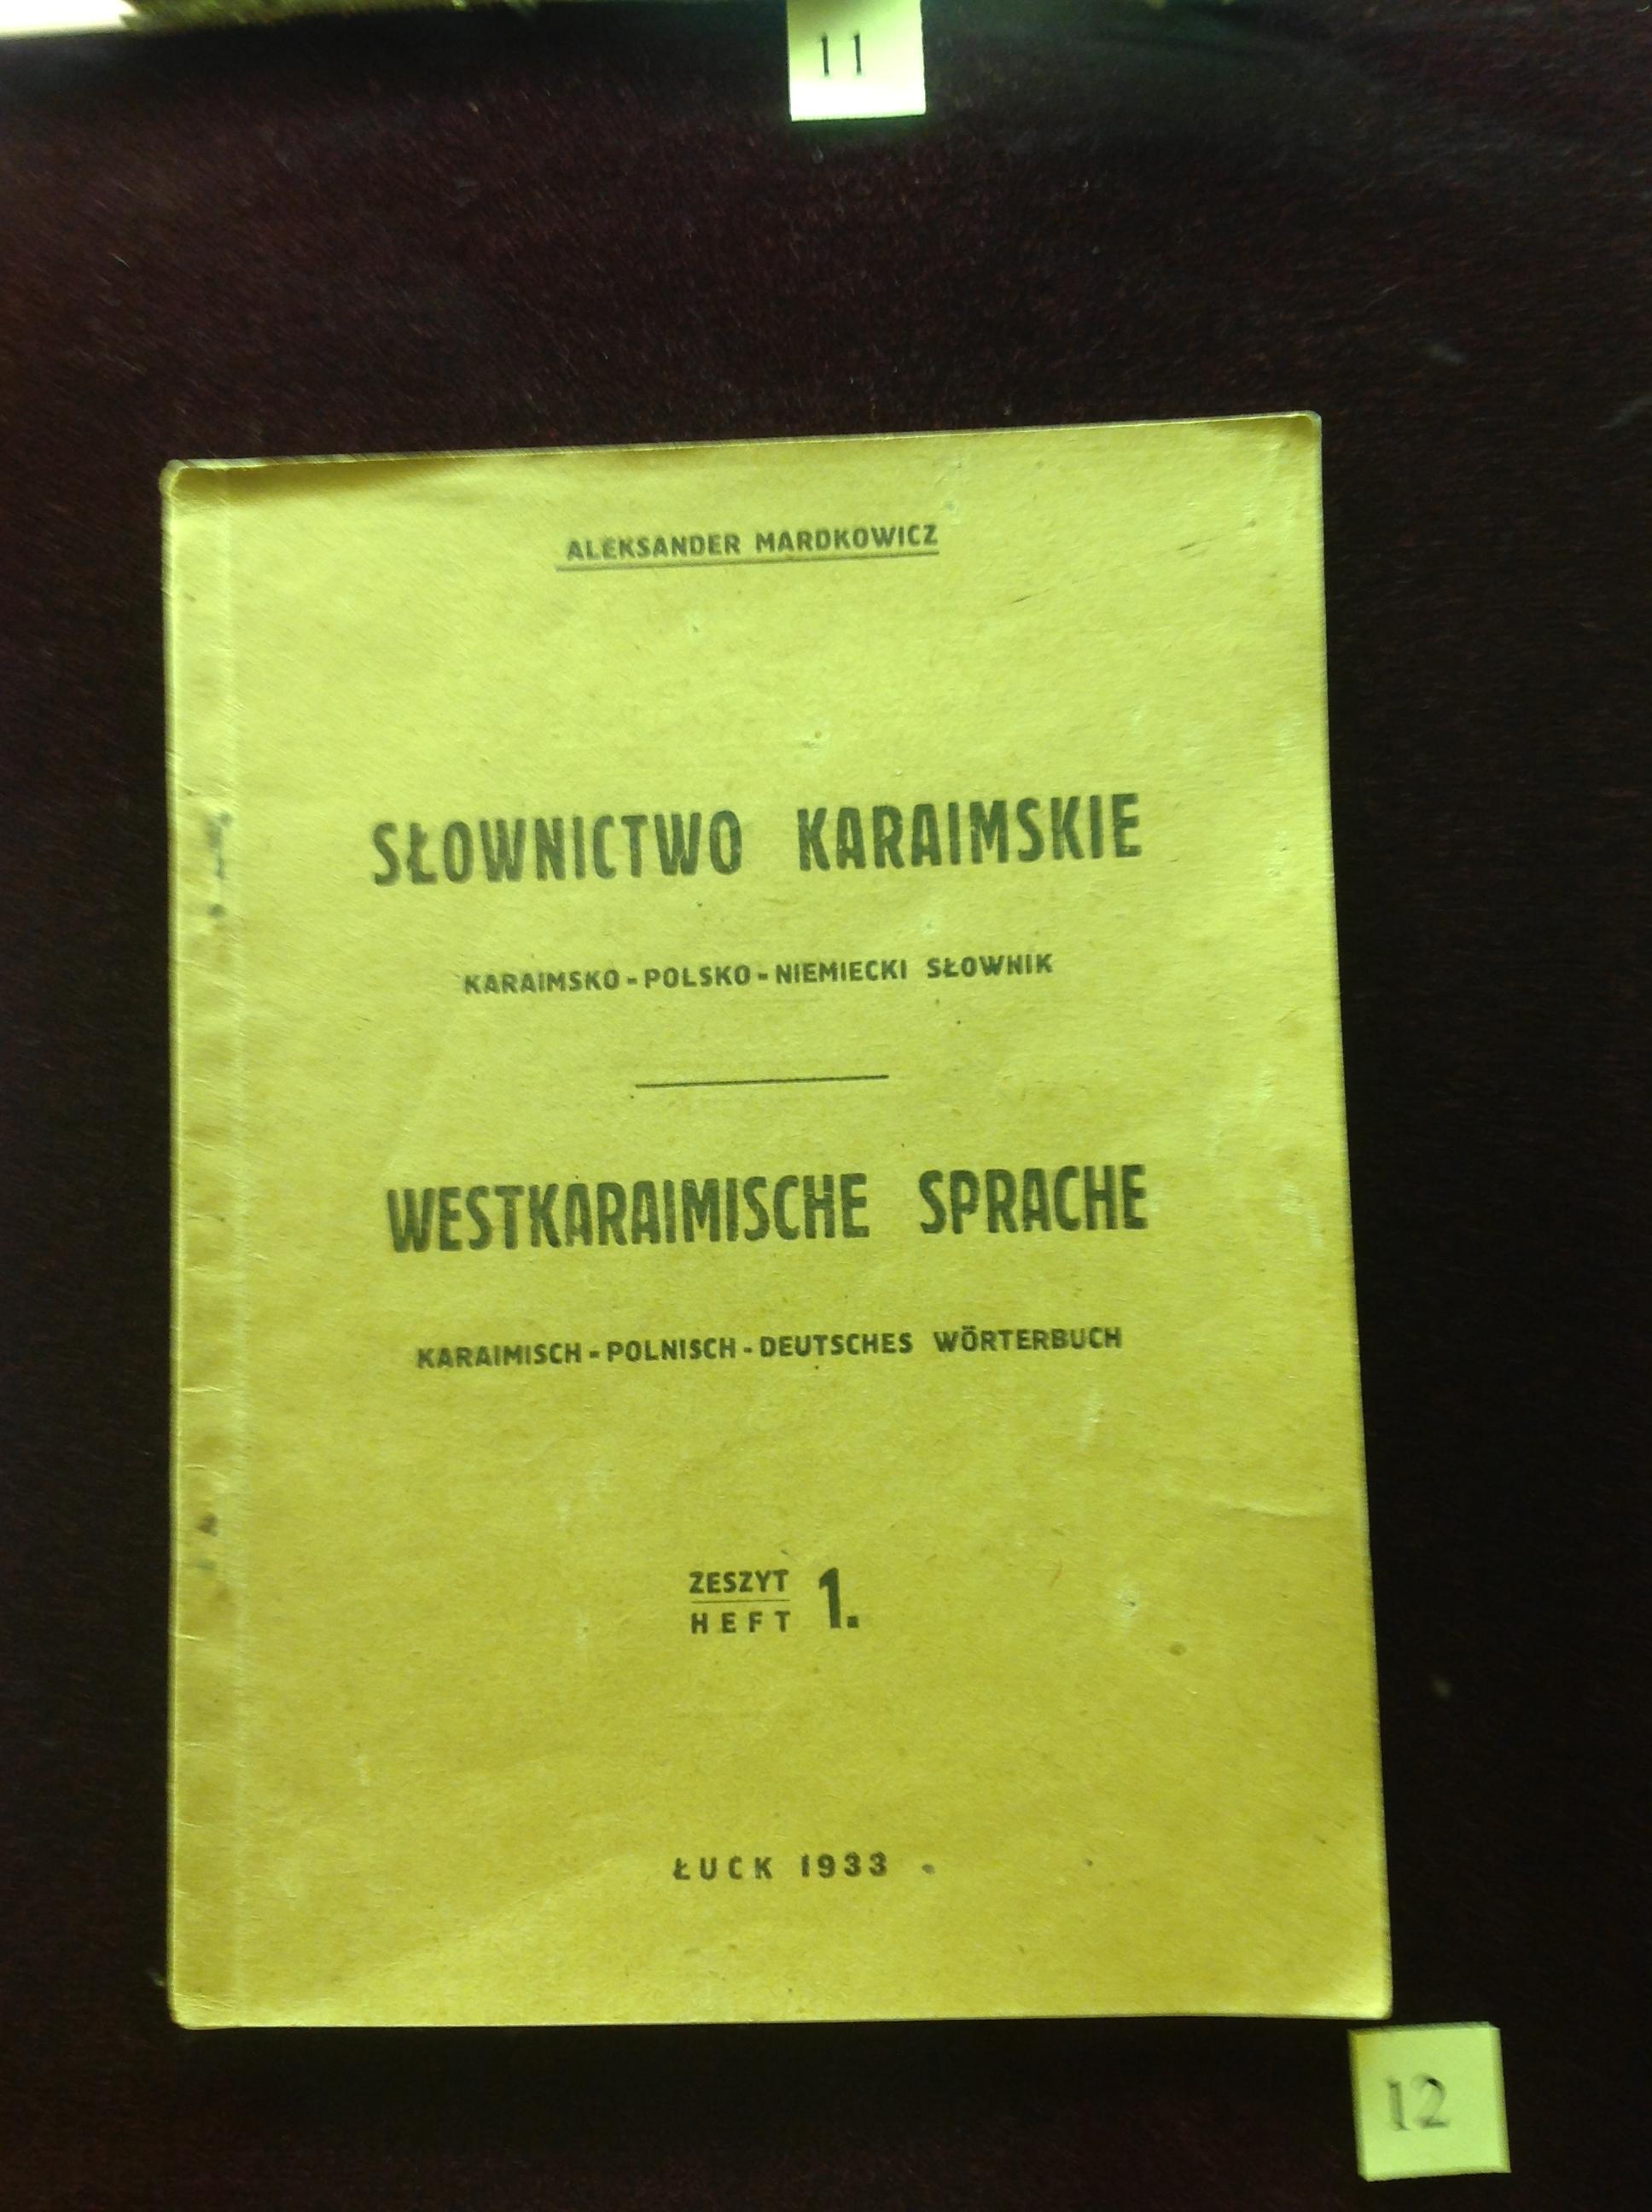 11
ALEKSANDER MARDKOWICZ
SŁOWNICTWO KARAIMSKIE
KARAIMSKO-POLSKO-NIEMIECKI SŁOWNIK
WESTKARAIMISCHE SPRACHE
KARAIMISCH-POLNISCH-DEUTSCHES WÖRTERBUCH
ZESZYT
HEFT 1.
ŁUCK 1933
12